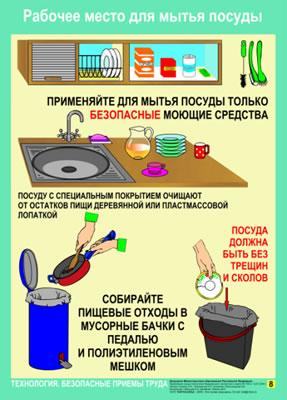 Рабочее место для мытья посуды
ПРИМЕНЯЙТЕ ДЛЯ МЫТЬЯ ПОСУДЫ ТОЛЬКО
БЕЗОПАСНЫЕ МОЮЩИЕ СРЕДСТВА
ПОСУДУ С СПЕЦИАЛЬНЫМ ПОКРЫТИЕМ ОЧИЩАЮТ
ОТ ОСТАТКОВ ПИЩИ ДЕРЕВЯННОЙ ИЛИ ПЛАСТМАССОВОЙ
ЛОПАТКОЙ
ПОСУДА
ДОЛЖНА
БЫТЬ БЕЗ
ТРЕЩИН
И СКОЛОВ
СОБИРАЙТЕ
ПИЩЕВЫЕ ОТХОДЫ В
МУСОРНЫЕ БАЧКИ С
ПЕДАЛЬЮ
И ПОЛИЭТИЛЕНОВЫМ
МЕШКОМ
ТЕХНОЛОГИЯ. БЕЗОПАСНЫЕ ПРИЕМЫ ТРУДА
8